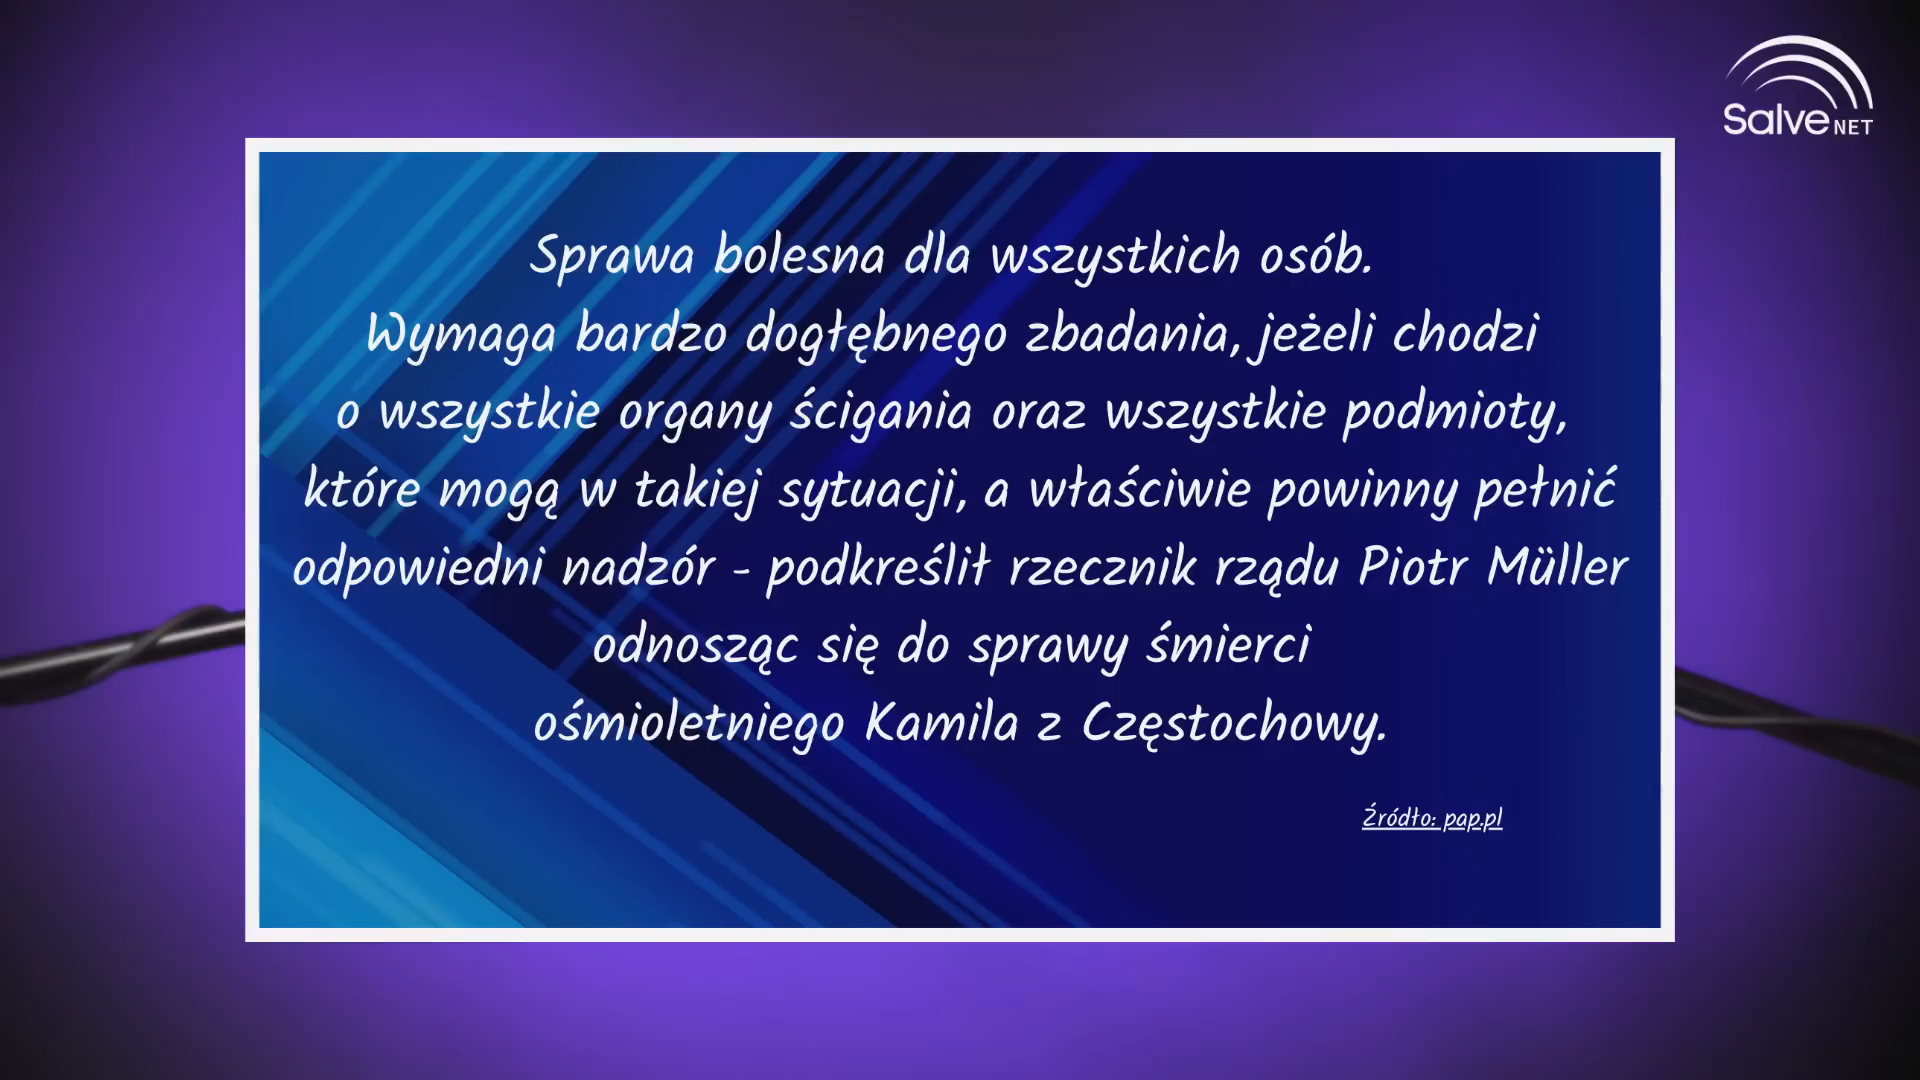 Salve NET
Sprawa bolesna dla wszystkich osób.
Wymaga bardzo dogłębnego zbadania, jeżeli chodzi
o wszystkie organy ścigania oraz wszystkie podmioty,
które mogą w takiej sytuacji, a właściwie powinny pełnić
odpowiedni nadzór - podkreślił rzecznik rządu Piotr Müller
odnosząc się do sprawy śmierci
ośmioletniego Kamila z Częstochowy.
Źródło: pap.pl